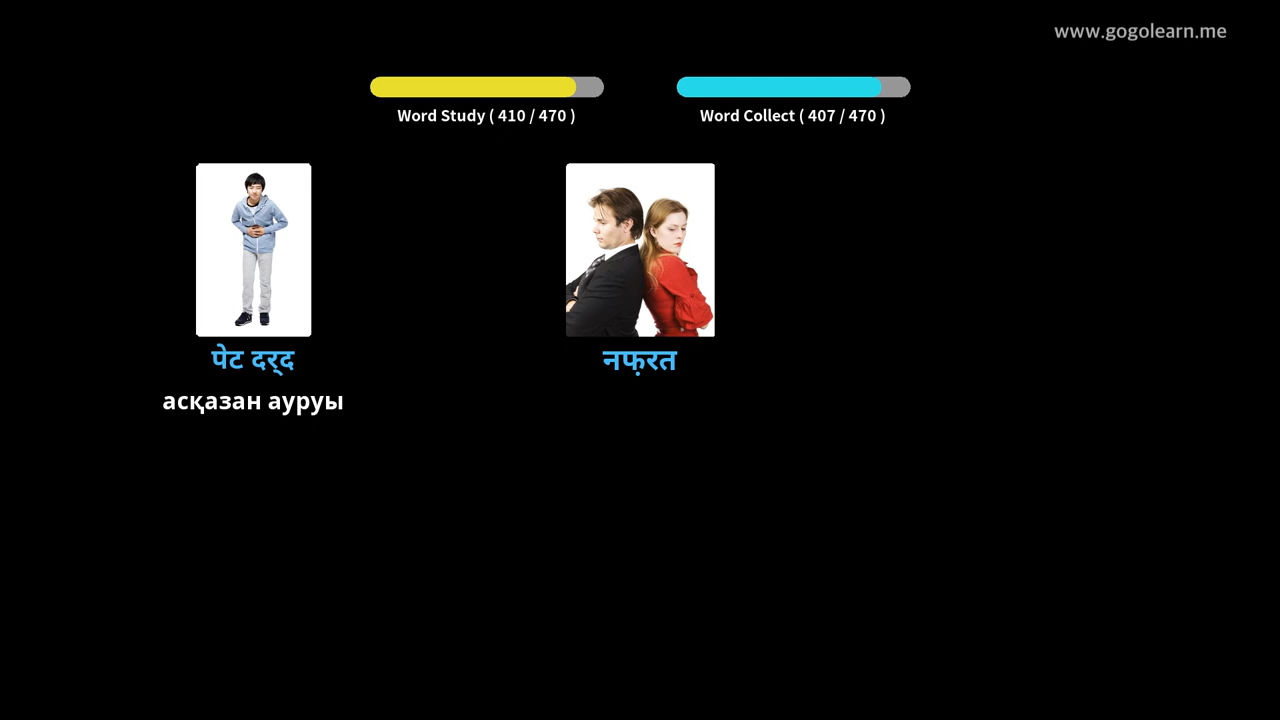 www.gogolearn.me
Word Study ( 410 / 470 )
Word Collect ( 407 / 470 )
पेट दर्द
नफ़रत
асқазан ауруы